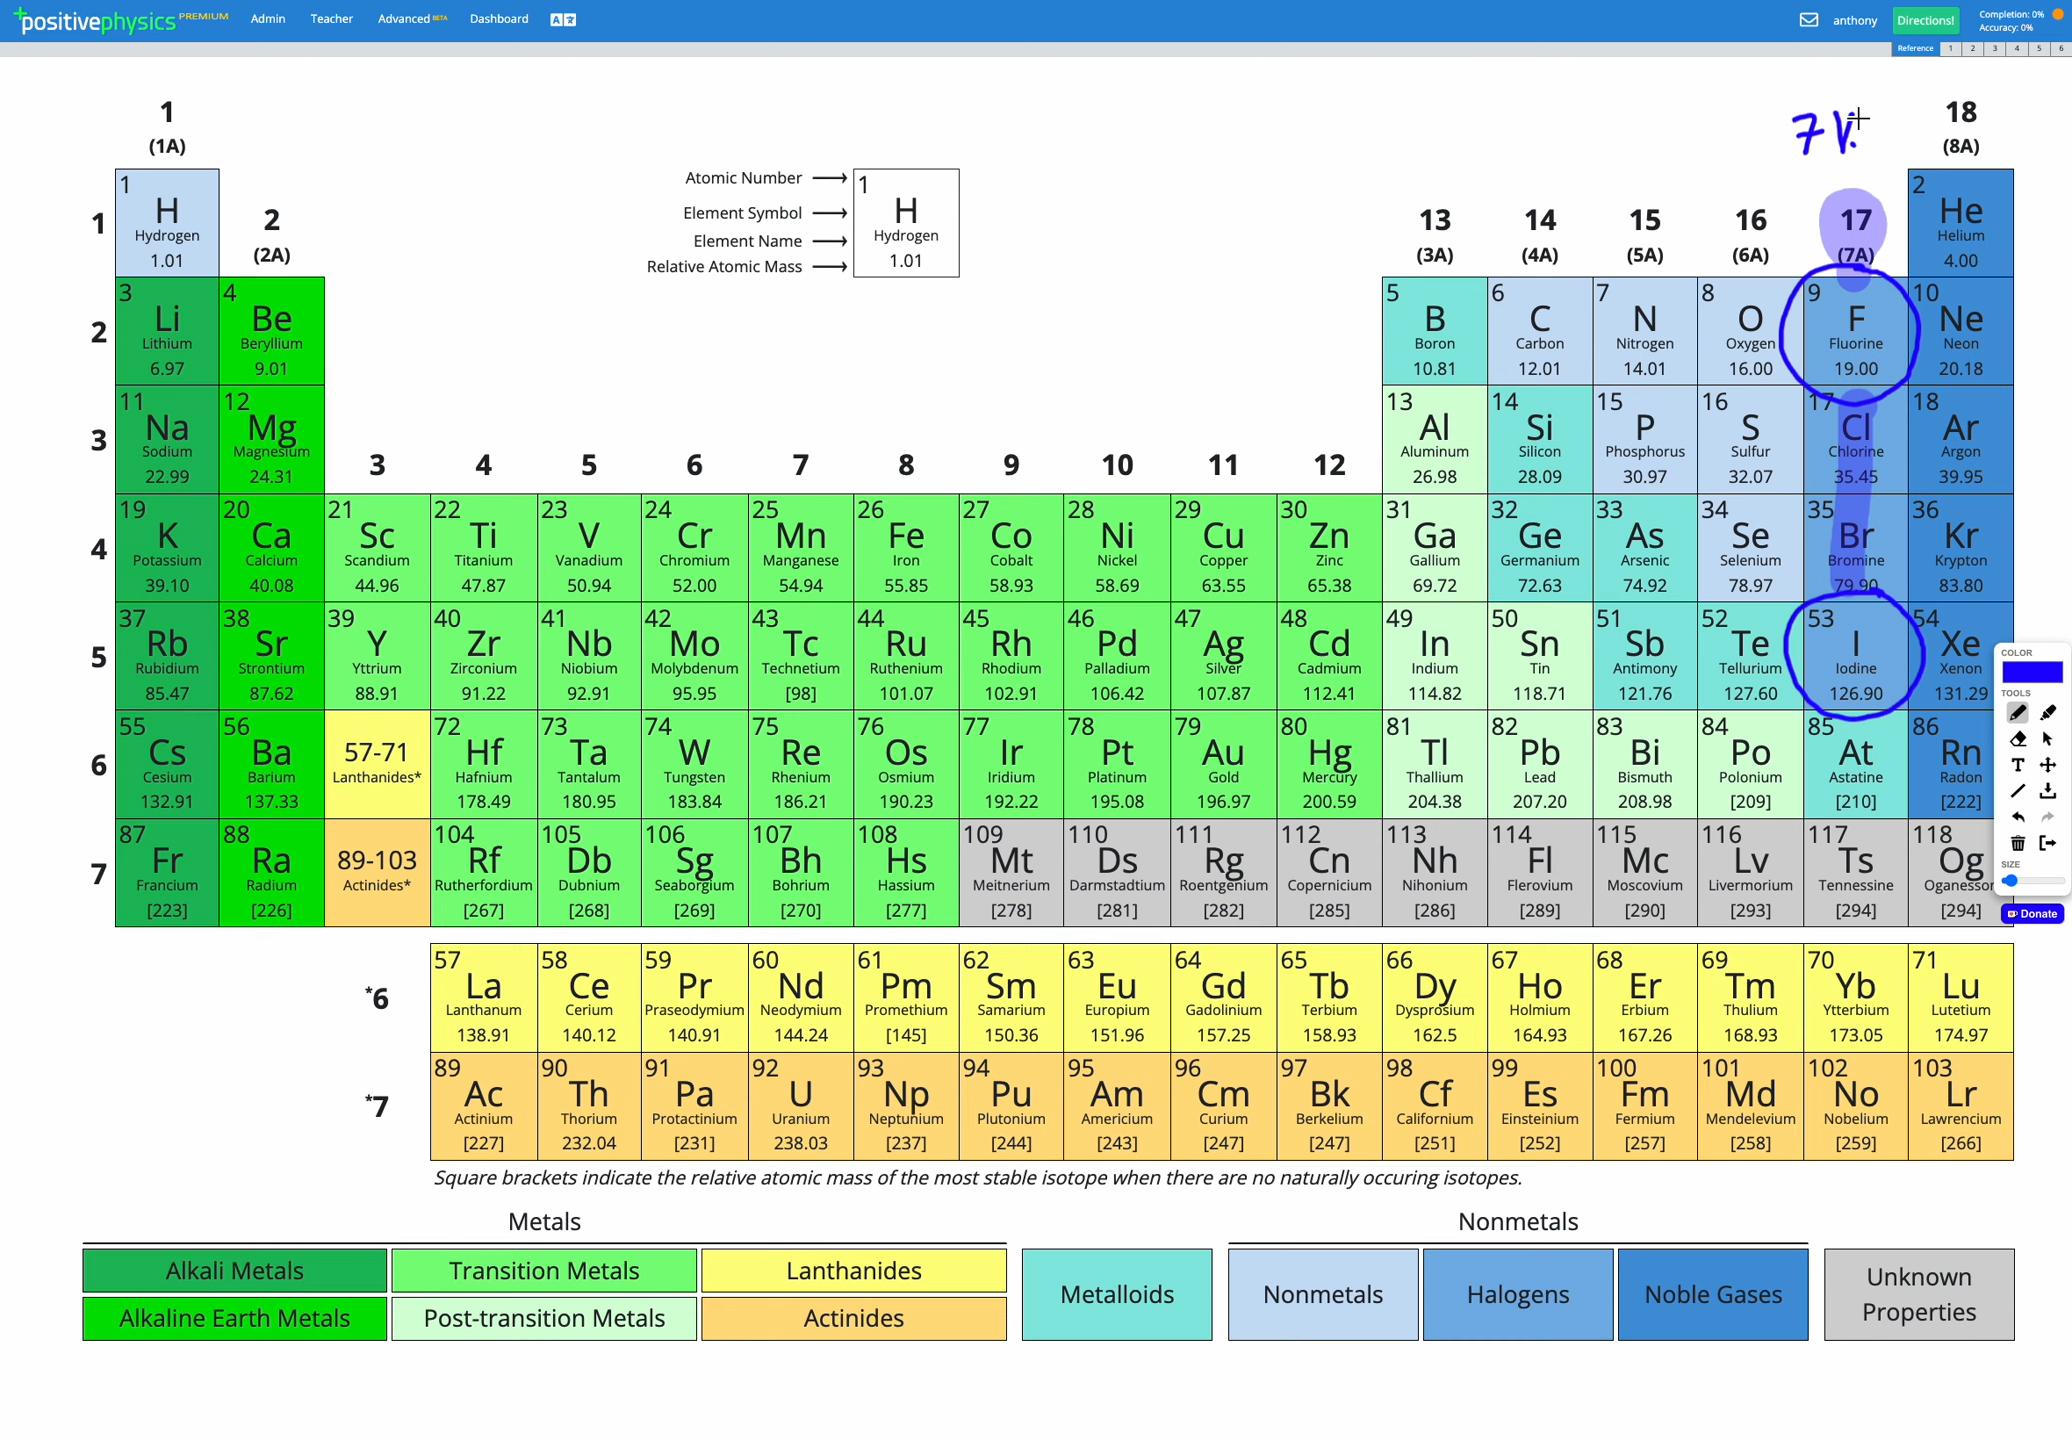 +positivephysics PREMIUM Admin Teacher Advanced BETA Dashboard anthony Directions! Completion: 0%
Accuracy: 0%
Reference 1 2 3 4 5 6
1 7 V. 18
(1A) (8A)
Atomic Number
Element Symbol
Element Name
Relative Atomic Mass
1
H
Hydrogen
1.01
2 13 14 15 16 17
(2A) (3A) (4A) (5A) (6A) (7A)
1
1 H Hydrogen 1.01
2 He Helium 4.00
2
3 Li Lithium 6.97
4 Be Beryllium 9.01
5 B Boron 10.81
6 C Carbon 12.01
7 N Nitrogen 14.01
8 O Oxygen 16.00
9 F Fluorine 19.00
10 Ne Neon 20.18
3
11 Na Sodium 22.99
12 Mg Magnesium 24.31
3 4 5 6 7 8 9 10 11 12
13 Al Aluminum 26.98
14 Si Silicon 28.09
15 P Phosphorus 30.97
16 S Sulfur 32.07
17 Cl Chlorine 35.45
18 Ar Argon 39.95
4
19 K Potassium 39.10
20 Ca Calcium 40.08
21 Sc Scandium 44.96
22 Ti Titanium 47.87
23 V Vanadium 50.94
24 Cr Chromium 52.00
25 Mn Manganese 54.94
26 Fe Iron 55.85
27 Co Cobalt 58.93
28 Ni Nickel 58.69
29 Cu Copper 63.55
30 Zn Zinc 65.38
31 Ga Gallium 69.72
32 Ge Germanium 72.63
33 As Arsenic 74.92
34 Se Selenium 78.97
35 Br Bromine 79.90
36 Kr Krypton 83.80
5
37 Rb Rubidium 85.47
38 Sr Strontium 87.62
39 Y Yttrium 88.91
40 Zr Zirconium 91.22
41 Nb Niobium 92.91
42 Mo Molybdenum 95.95
43 Tc Technetium [98]
44 Ru Ruthenium 101.07
45 Rh Rhodium 102.91
46 Pd Palladium 106.42
47 Ag Silver 107.87
48 Cd Cadmium 112.41
49 In Indium 114.82
50 Sn Tin 118.71
51 Sb Antimony 121.76
52 Te Tellurium 127.60
53 I Iodine 126.90
54 Xe Xenon 131.29
6
55 Cs Cesium 132.91
56 Ba Barium 137.33
57-71 Lanthanides*
72 Hf Hafnium 178.49
73 Ta Tantalum 180.95
74 W Tungsten 183.84
75 Re Rhenium 186.21
76 Os Osmium 190.23
77 Ir Iridium 192.22
78 Pt Platinum 195.08
79 Au Gold 196.97
80 Hg Mercury 200.59
81 Tl Thallium 204.38
82 Pb Lead 207.20
83 Bi Bismuth 208.98
84 Po Polonium [209]
85 At Astatine [210]
86 Rn Radon [222]
7
87 Fr Francium [223]
88 Ra Radium [226]
89-103 Actinides*
104 Rf Rutherfordium [267]
105 Db Dubnium [268]
106 Sg Seaborgium [269]
107 Bh Bohrium [270]
108 Hs Hassium [277]
109 Mt Meitnerium [278]
110 Ds Darmstadtium [281]
111 Rg Roentgenium [282]
112 Cn Copernicium [285]
113 Nh Nihonium [286]
114 Fl Flerovium [289]
115 Mc Moscovium [290]
116 Lv Livermorium [293]
117 Ts Tennessine [294]
118 Og Oganesson [294]
COLOR
TOOLS
SIZE
Donate
*6
57 La Lanthanum 138.91
58 Ce Cerium 140.12
59 Pr Praseodymium 140.91
60 Nd Neodymium 144.24
61 Pm Promethium [145]
62 Sm Samarium 150.36
63 Eu Europium 151.96
64 Gd Gadolinium 157.25
65 Tb Terbium 158.93
66 Dy Dysprosium 162.5
67 Ho Holmium 164.93
68 Er Erbium 167.26
69 Tm Thulium 168.93
70 Yb Ytterbium 173.05
71 Lu Lutetium 174.97
*7
89 Ac Actinium [227]
90 Th Thorium 232.04
91 Pa Protactinium [231]
92 U Uranium 238.03
93 Np Neptunium [237]
94 Pu Plutonium [244]
95 Am Americium [243]
96 Cm Curium [247]
97 Bk Berkelium [247]
98 Cf Californium [251]
99 Es Einsteinium [252]
100 Fm Fermium [257]
101 Md Mendelevium [258]
102 No Nobelium [259]
103 Lr Lawrencium [266]
Square brackets indicate the relative atomic mass of the most stable isotope when there are no naturally occuring isotopes.
Metals Nonmetals
Alkali Metals Transition Metals Lanthanides
Alkaline Earth Metals Post-transition Metals Actinides
Metalloids Nonmetals Halogens Noble Gases Unknown
Properties